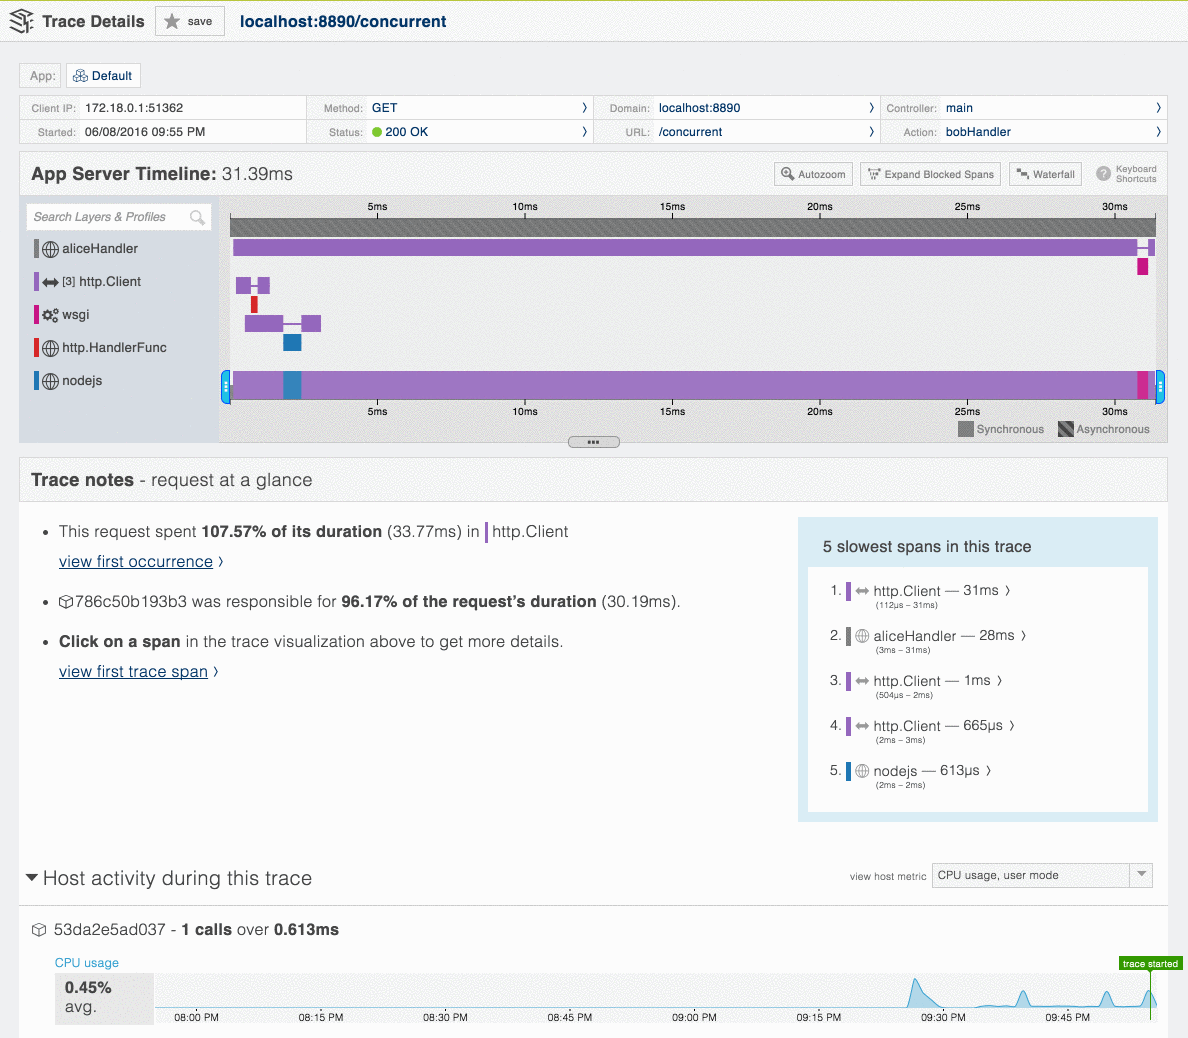 Trace Details save localhost:8890/concurrent
App: Default
Client IP: 172.18.0.1:51362 Method: GET Domain: localhost:8890 Controller: main
Started: 06/08/2016 09:55 PM Status: 200 OK URL: /concurrent Action: bobHandler
App Server Timeline: 31.39ms Autozoom Expand Blocked Spans Waterfall ? Keyboard Shortcuts
Search Layers & Profiles
5ms 10ms 15ms 20ms 25ms 30ms
aliceHandler
[3] http.Client
wsgi
http.HandlerFunc
nodejs
5ms 10ms 15ms 20ms 25ms 30ms
Synchronous Asynchronous
Trace notes - request at a glance
• This request spent 107.57% of its duration (33.77ms) in http.Client
view first occurrence ›
• 786c50b193b3 was responsible for 96.17% of the request's duration (30.19ms).
• Click on a span in the trace visualization above to get more details.
view first trace span ›
5 slowest spans in this trace
1. http.Client — 31ms ›
(112µs – 31ms)
2. aliceHandler — 28ms ›
(3ms – 31ms)
3. http.Client — 1ms ›
(504µs – 2ms)
4. http.Client — 665µs ›
(2ms – 3ms)
5. nodejs — 613µs ›
(2ms – 2ms)
Host activity during this trace view host metric CPU usage, user mode
53da2e5ad037 - 1 calls over 0.613ms
CPU usage
trace started
0.45%
avg.
08:00 PM 08:15 PM 08:30 PM 08:45 PM 09:00 PM 09:15 PM 09:30 PM 09:45 PM